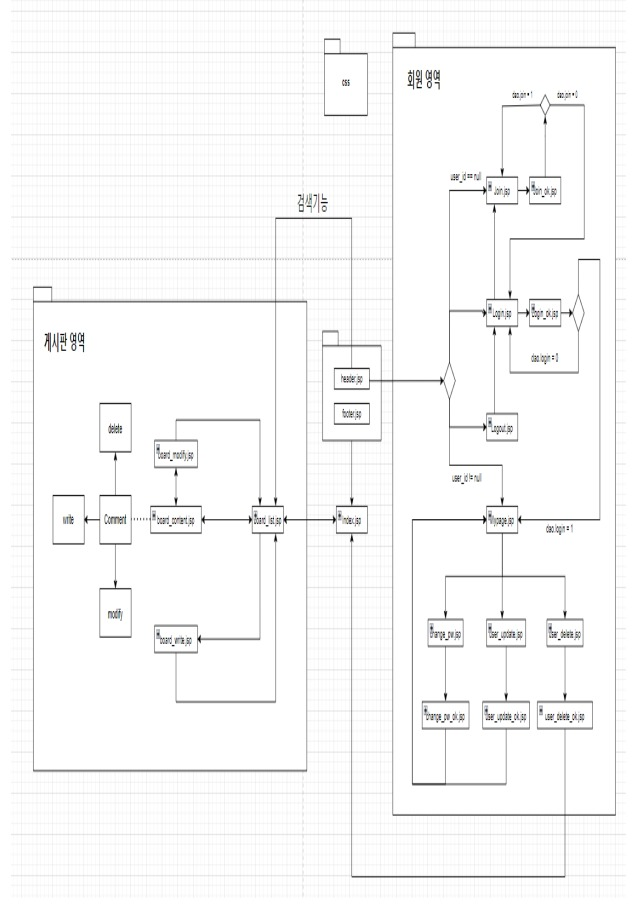 css
회원 영역
dao.join = 1
dao.join = 0
user_id == null
Join.jsp
Join_ok.jsp
검색기능
게시판 영역
Login.jsp
Login_ok.jsp
dao.login = 0
header.jsp
footer.jsp
Logout.jsp
user_id != null
delete
board_modify.jsp
write
Comment
board_content.jsp
board_list.jsp
index.jsp
Mypage.jsp
dao.login = 1
modify
board_write.jsp
change_pw.jsp
user_update.jsp
user_delete.jsp
change_pw_ok.jsp
user_update_ok.jsp
user_delete_ok.jsp